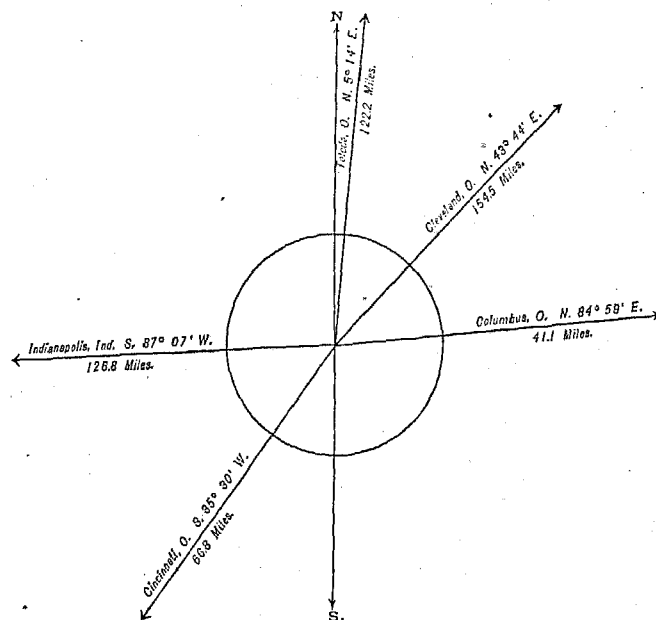 N
Toledo, O. N. 5° 14' E.
122.2 Miles.
Cleveland, O. N. 43° 44' E.
154.5 Miles.
Columbus, O. N. 84° 59' E.
41.1 Miles.
Indianapolis, Ind. S. 87° 07' W.
126.8 Miles.
Cincinnati, O. S. 35° 30' W.
66.8 Miles.
S.